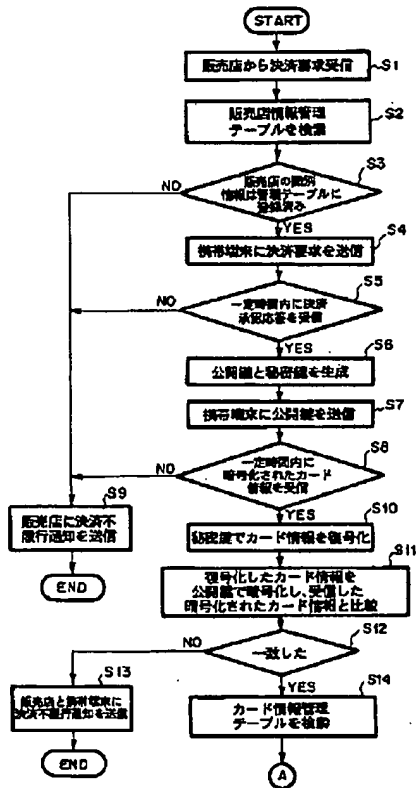 START
販売店から決済要求受信
S1
販売店情報管理
テーブルを検索
S2
S3
販売店の識別
情報は管理テーブルに
登録済み
NO
YES
S4
携帯端末に決済要求を送信
S5
一定時間内に決済
承認応答を受信
NO
YES
S6
公開鍵と秘密鍵を生成
S7
携帯端末に公開鍵を送信
S8
一定時間内に
暗号化されたカード
情報を受信
NO
YES
S9
販売店に決済不
履行通知を送信
END
S10
秘密鍵でカード情報を復号化
S11
復号化したカード情報を
公開鍵で暗号化し、受信した
暗号化されたカード情報と比較
S12
一致した
NO
YES
S13
販売店と携帯端末に
決済不履行通知を送信
END
S14
カード情報管理
テーブルを検索
A